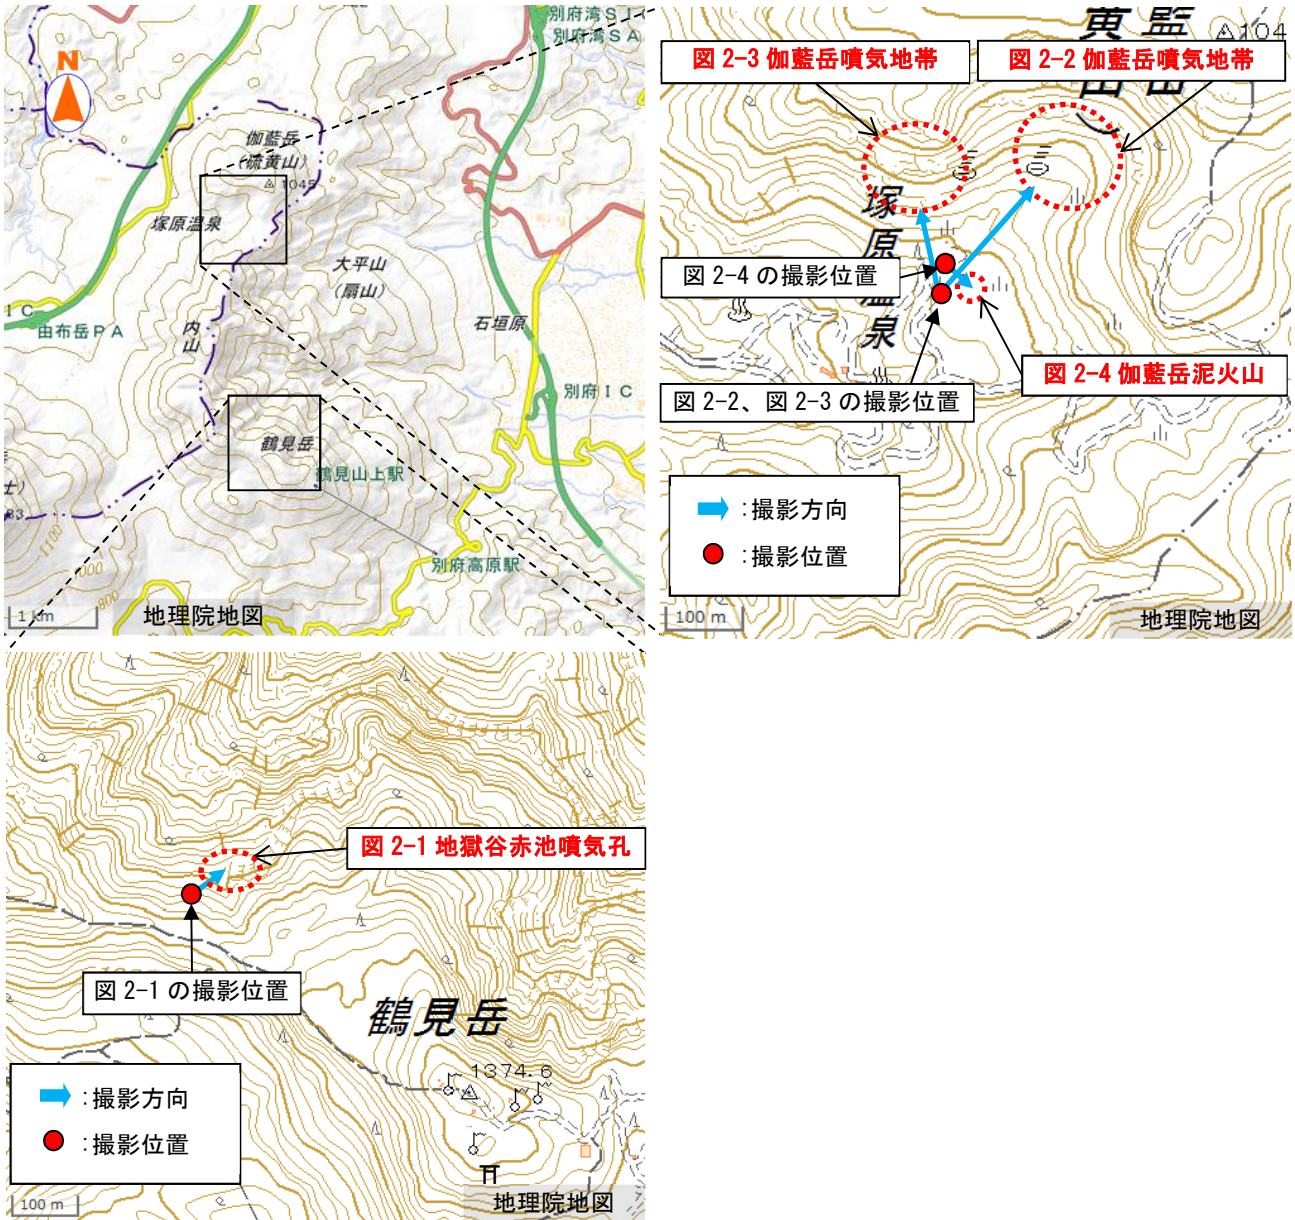 別府湾ＳＩＣ
別府湾ＳＡ
N
伽藍岳
（硫黄山）
1045
塚原温泉
大平山
（扇山）
ＩＣ
由布岳ＰＡ
内山
石垣原
別府ＩＣ
鶴見岳
鶴見山上駅
別府高原駅
1100
1000
800
1 km
地理院地図
図 2-3 伽藍岳噴気地帯
図 2-2 伽藍岳噴気地帯
104
塚原温泉
図 2-4 の撮影位置
図 2-4 伽藍岳泥火山
図 2-2、図 2-3 の撮影位置
:撮影方向
:撮影位置
100 m
地理院地図
図 2-1 地獄谷赤池噴気孔
図 2-1 の撮影位置
鶴見岳
1374.6
:撮影方向
:撮影位置
100 m
地理院地図